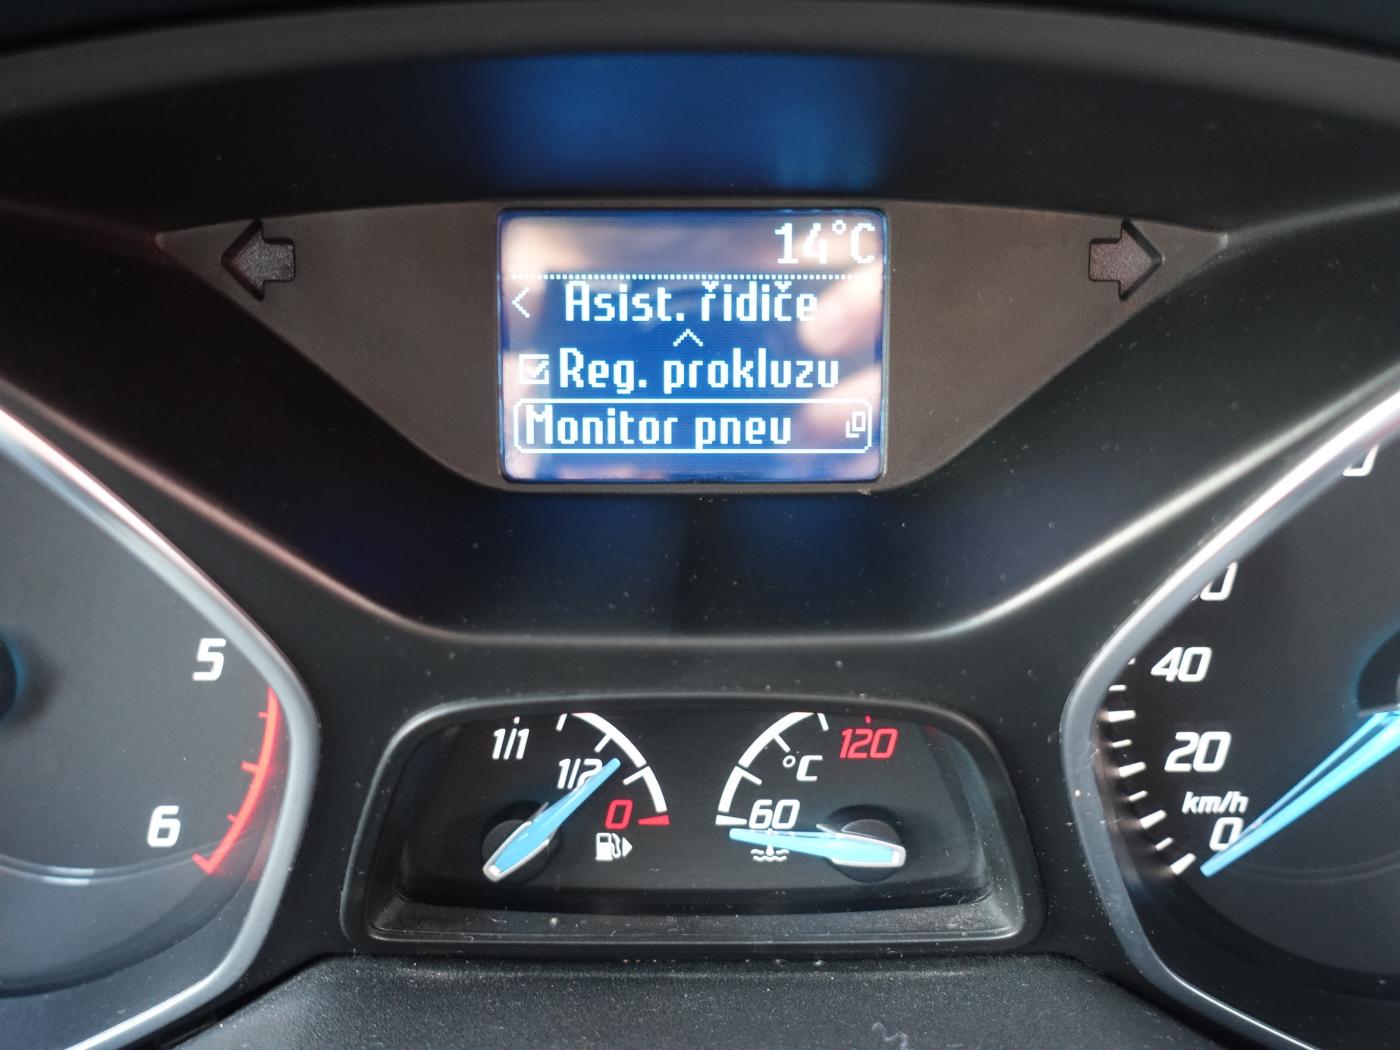 14°C
Asist. řidiče
Reg. prokluzu
Monitor pneu
5
6
1/1
1/2
0
°C
120
60
40
20
km/h
0